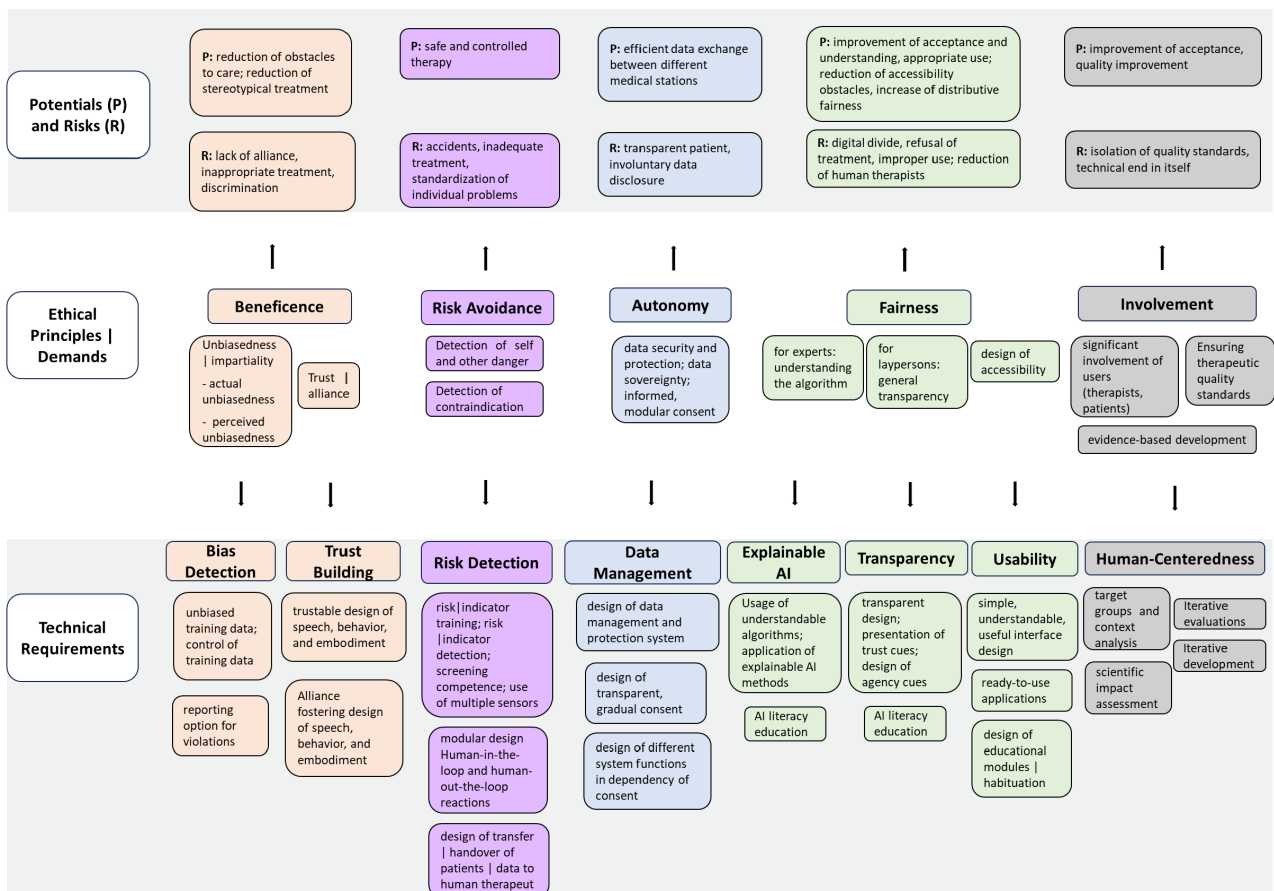 Potentials (P)
and Risks (R)
P: reduction of obstacles
to care; reduction of
stereotypical treatment
P: safe and controlled
therapy
P: efficient data exchange
between different
medical stations
P: improvement of acceptance and
understanding, appropriate use;
reduction of accessibility
obstacles, increase of distributive
fairness
P: improvement of acceptance,
quality improvement
R: lack of alliance,
inappropriate treatment,
discrimination
R: accidents, inadequate
treatment,
standardization of
individual problems
R: transparent patient,
involuntary data
disclosure
R: digital divide, refusal of
treatment, improper use; reduction
of human therapists
R: isolation of quality standards,
technical end in itself
Ethical
Principles |
Demands
Beneficence
Unbiasedness
| impartiality
- actual
unbiasedness
- perceived
unbiasedness
Trust |
alliance
Risk Avoidance
Detection of self
and other danger
Detection of
contraindication
Autonomy
data security and
protection; data
sovereignty;
informed,
modular consent
Fairness
for experts:
understanding
the algorithm
for
laypersons:
general
transparency
design of
accessibility
Involvement
significant
involvement of
users
(therapists,
patients)
Ensuring
therapeutic
quality
standards
evidence-based development
Technical
Requirements
Bias
Detection
unbiased
training data;
control of
training data
reporting
option for
violations
Trust
Building
trustable design of
speech, behavior,
and embodiment
Alliance
fostering design
of speech,
behavior, and
embodiment
Risk Detection
risk|indicator
training; risk
|indicator
detection;
screening
competence; use
of multiple sensors
modular design
Human-in-the-
loop and human-
out-the-loop
reactions
design of transfer
| handover of
patients | data to
human therapeut
Data
Management
design of data
management and
protection system
design of
transparent,
gradual consent
design of different
system functions
in dependency of
consent
Explainable
AI
Usage of
understandable
algorithms;
application of
explainable AI
methods
AI literacy
education
Transparency
transparent
design;
presentation of
trust cues;
design of
agency cues
AI literacy
education
Usability
simple,
understandable,
useful interface
design
ready-to-use
applications
design of
educational
modules |
habituation
Human-Centeredness
target
groups and
context
analysis
Iterative
evaluations
Iterative
development
scientific
impact
assessment